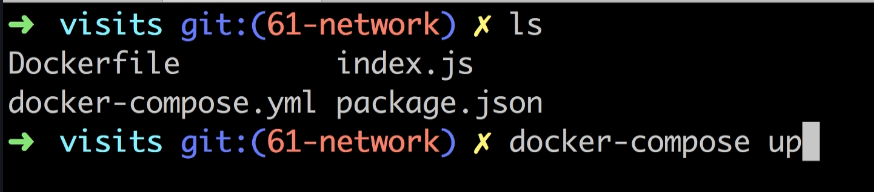 ➜ visits git:(61-network) ✗ ls
Dockerfile index.js
docker-compose.yml package.json
➜ visits git:(61-network) ✗ docker-compose up